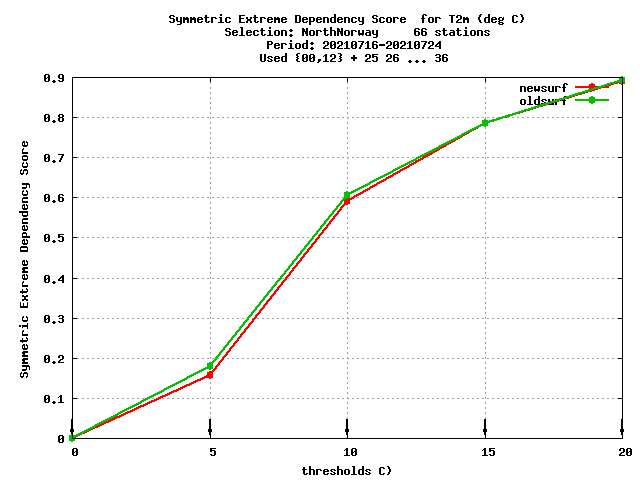 Symmetric Extreme Dependency Score for T2m (deg C)
Selection: NorthNorway 66 stations
Period: 20210716-20210724
Used {00,12} + 25 26 ... 36
newsurf
oldsurf
Symmetric Extreme Dependency Score
0.9
0.8
0.7
0.6
0.5
0.4
0.3
0.2
0.1
0
0 5 10 15 20
thresholds C)